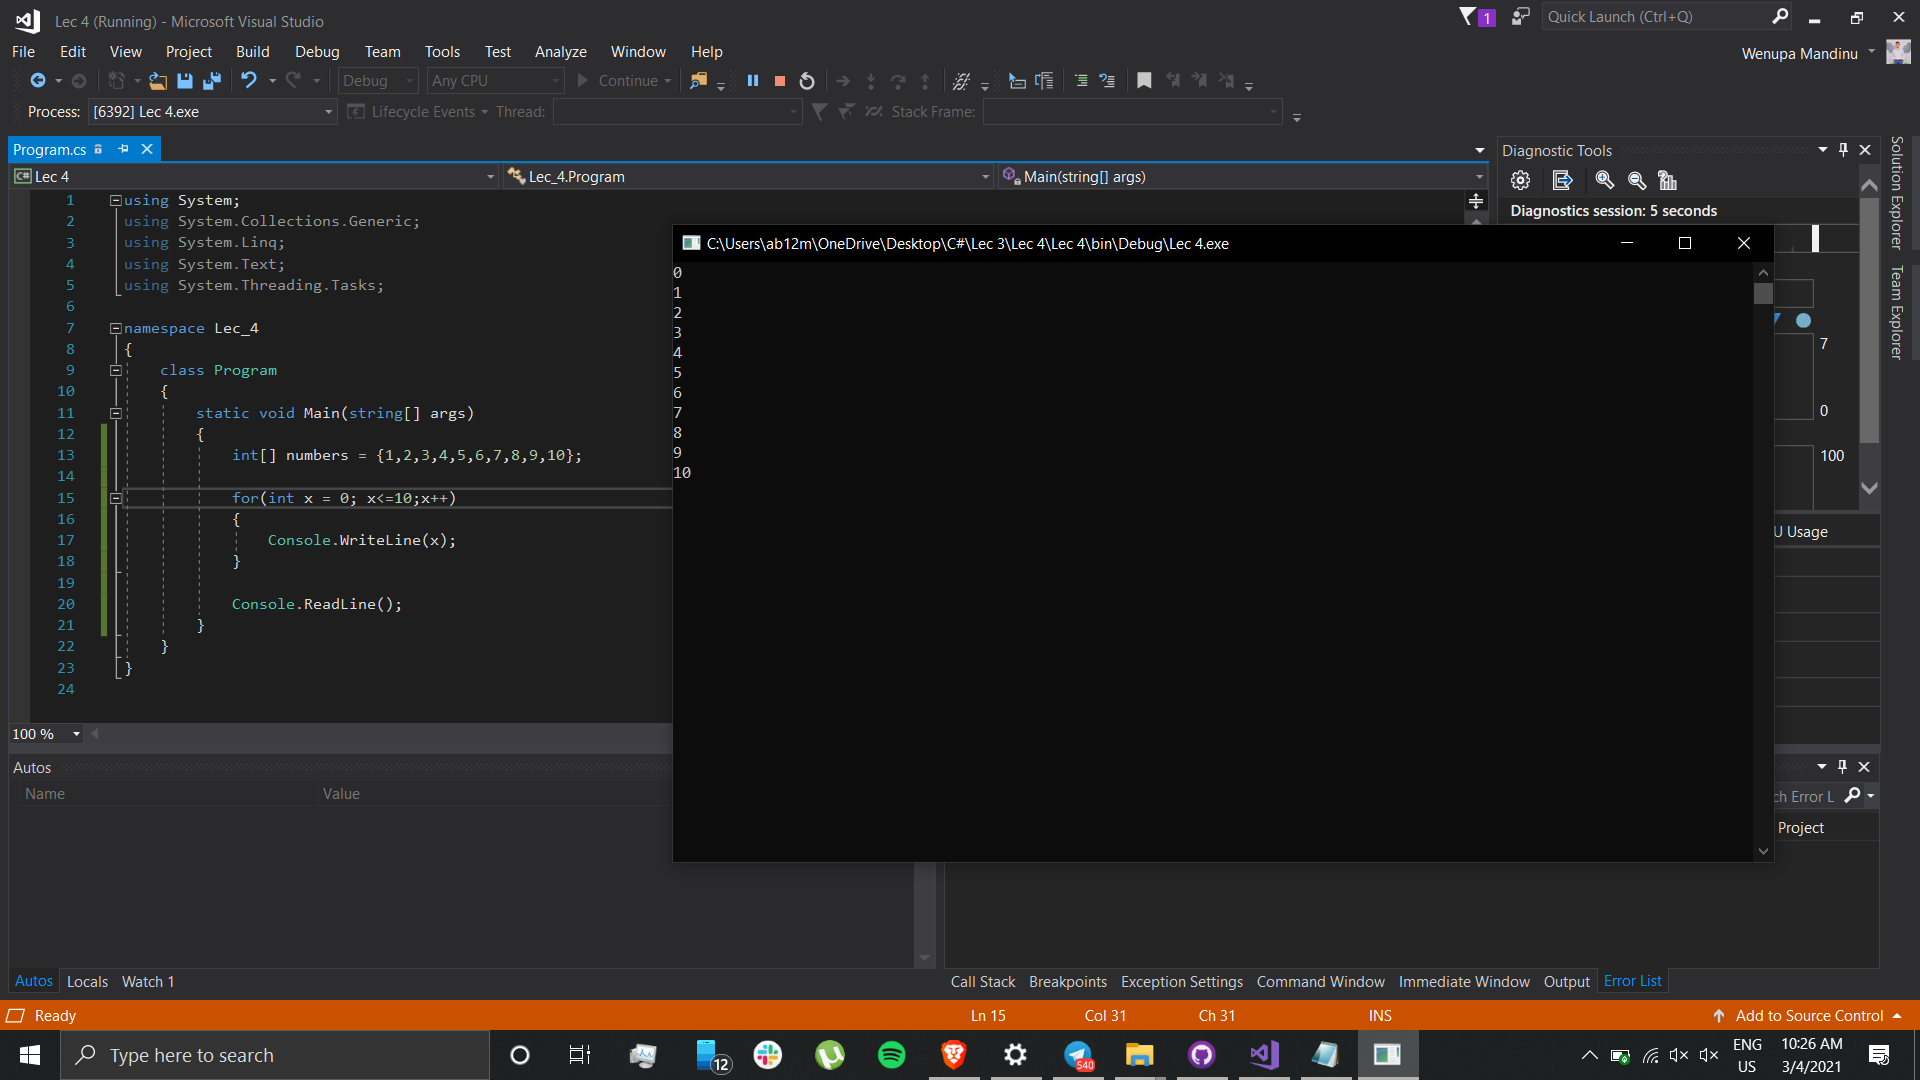 Lec 4 (Running) - Microsoft Visual Studio
1
Quick Launch (Ctrl+Q)
File Edit View Project Build Debug Team Tools Test Analyze Window Help
Wenupa Mandinu
Debug Any CPU Continue
Process: [6392] Lec 4.exe Lifecycle Events Thread: Stack Frame:
Program.cs
Lec 4 Lec_4.Program Main(string[] args)
1 using System;
2 using System.Collections.Generic;
3 using System.Linq;
4 using System.Text;
5 using System.Threading.Tasks;
6
7 namespace Lec_4
8 {
9 class Program
10 {
11 static void Main(string[] args)
12 {
13 int[] numbers = {1,2,3,4,5,6,7,8,9,10};
14
15 for(int x = 0; x<=10;x++)
16 {
17 Console.WriteLine(x);
18 }
19
20 Console.ReadLine();
21 }
22 }
23 }
24
100 %
C:\Users\ab12m\OneDrive\Desktop\C#\Lec 3\Lec 4\Lec 4\bin\Debug\Lec 4.exe
0
1
2
3
4
5
6
7
8
9
10
Diagnostic Tools
Diagnostics session: 5 seconds
7
0
100
U Usage
Solution Explorer
Team Explorer
Autos
Name Value
ch Error L
Project
Autos Locals Watch 1
Call Stack Breakpoints Exception Settings Command Window Immediate Window Output Error List
Ready Ln 15 Col 31 Ch 31 INS Add to Source Control
Type here to search
12
540
ENG
US
10:26 AM
3/4/2021